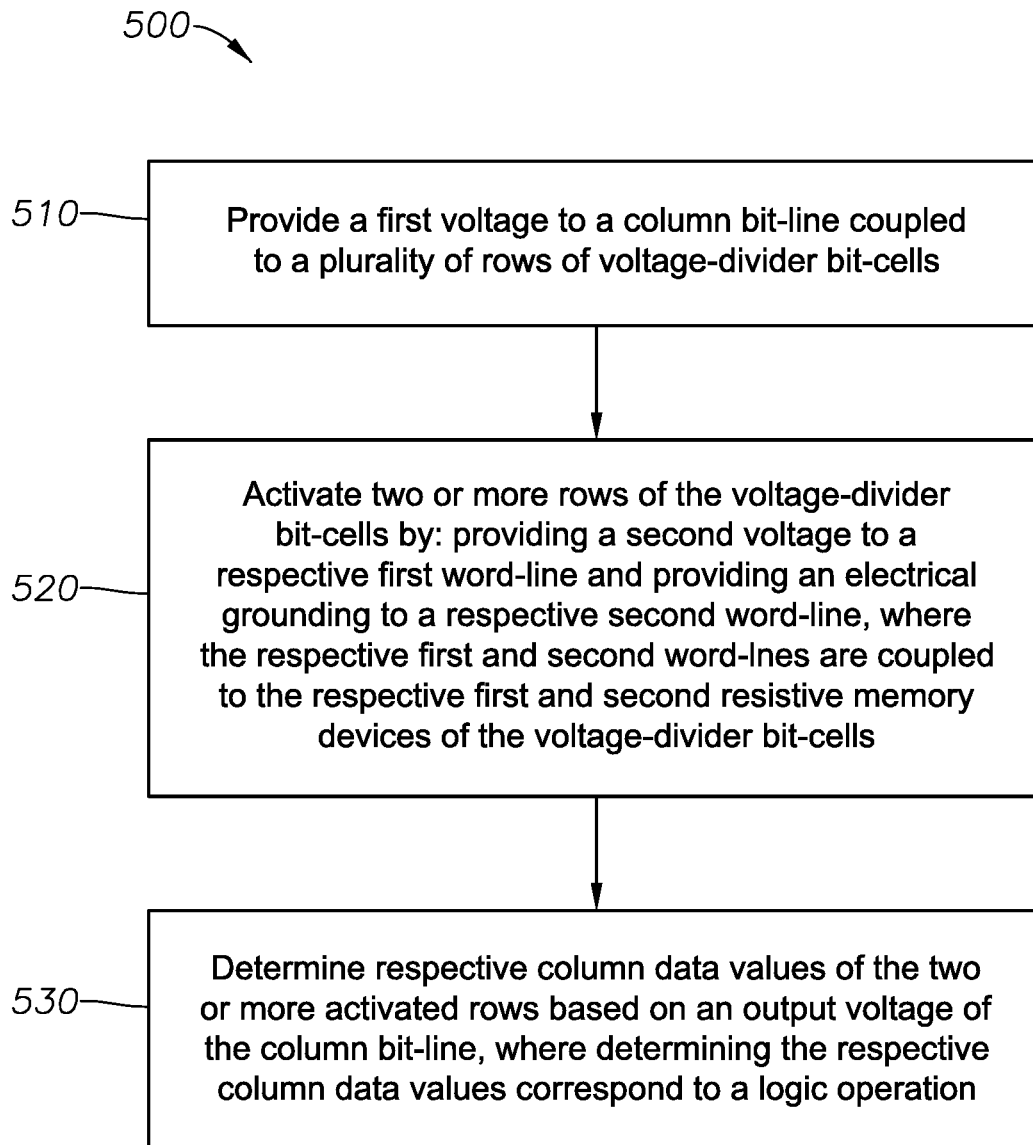 500
510
Provide a first voltage to a column bit-line coupled
to a plurality of rows of voltage-divider bit-cells
520
Activate two or more rows of the voltage-divider
bit-cells by: providing a second voltage to a
respective first word-line and providing an electrical
grounding to a respective second word-line, where
the respective first and second word-lnes are coupled
to the respective first and second resistive memory
devices of the voltage-divider bit-cells
530
Determine respective column data values of the two
or more activated rows based on an output voltage of
the column bit-line, where determining the respective
column data values correspond to a logic operation